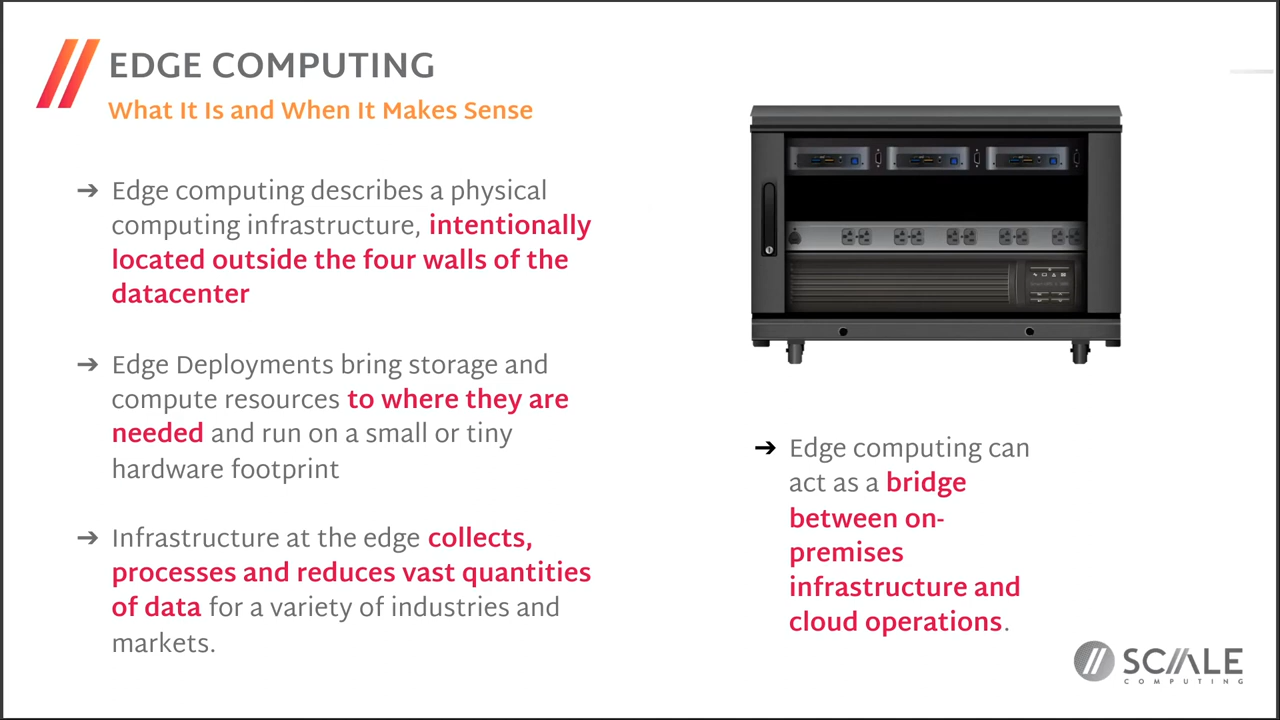 EDGE COMPUTING
What It Is and When It Makes Sense
➔ Edge computing describes a physical
computing infrastructure, intentionally
located outside the four walls of the
datacenter
➔ Edge Deployments bring storage and
compute resources to where they are
needed and run on a small or tiny
hardware footprint
➔ Infrastructure at the edge collects,
processes and reduces vast quantities
of data for a variety of industries and
markets.
➔ Edge computing can
act as a bridge
between on-
premises
infrastructure and
cloud operations.
SCALE
COMPUTING